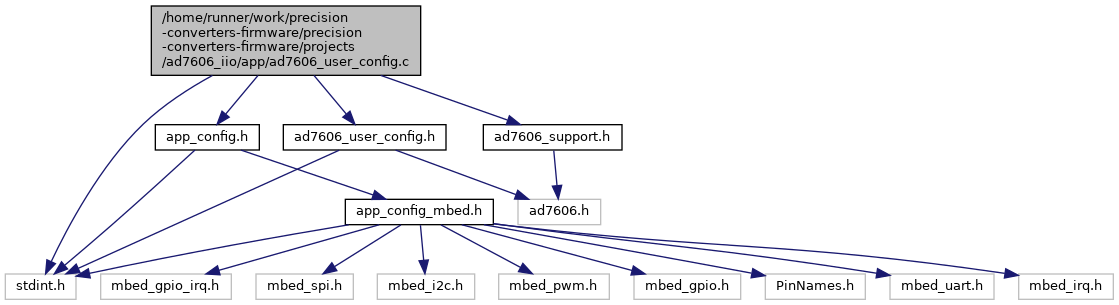 /home/runner/work/precision
-converters-firmware/precision
-converters-firmware/projects
/ad7606_iio/app/ad7606_user_config.c
app_config.h
ad7606_user_config.h
ad7606_support.h
app_config_mbed.h
ad7606.h
stdint.h
mbed_gpio_irq.h
mbed_spi.h
mbed_i2c.h
mbed_pwm.h
mbed_gpio.h
PinNames.h
mbed_uart.h
mbed_irq.h